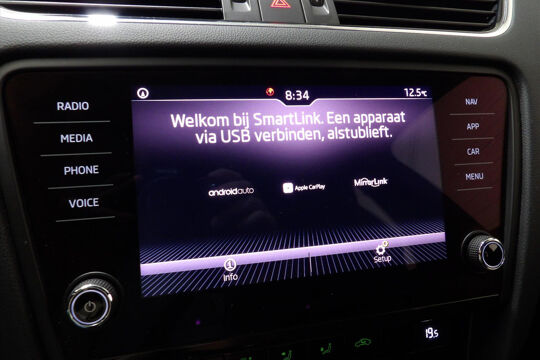 8:34
12.5°C
RADIO
NAV
MEDIA
APP
PHONE
CAR
VOICE
MENU
Welkom bij SmartLink. Een apparaat
via USB verbinden, alstublieft.
androidauto
Apple CarPlay
MirrorLink
Info
Setup
19.5